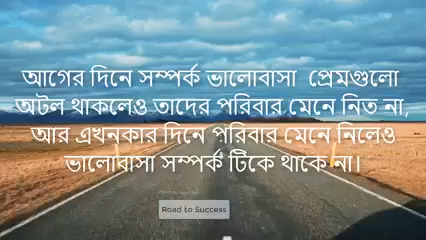 আগের দিনে সম্পর্ক ভালোবাসা প্রেমগুলো
অটল থাকলেও তাদের পরিবার মেনে নিত না,
আর এখনকার দিনে পরিবার মেনে নিলেও
ভালোবাসা সম্পর্ক টিকে থাকে না।
Road to Success